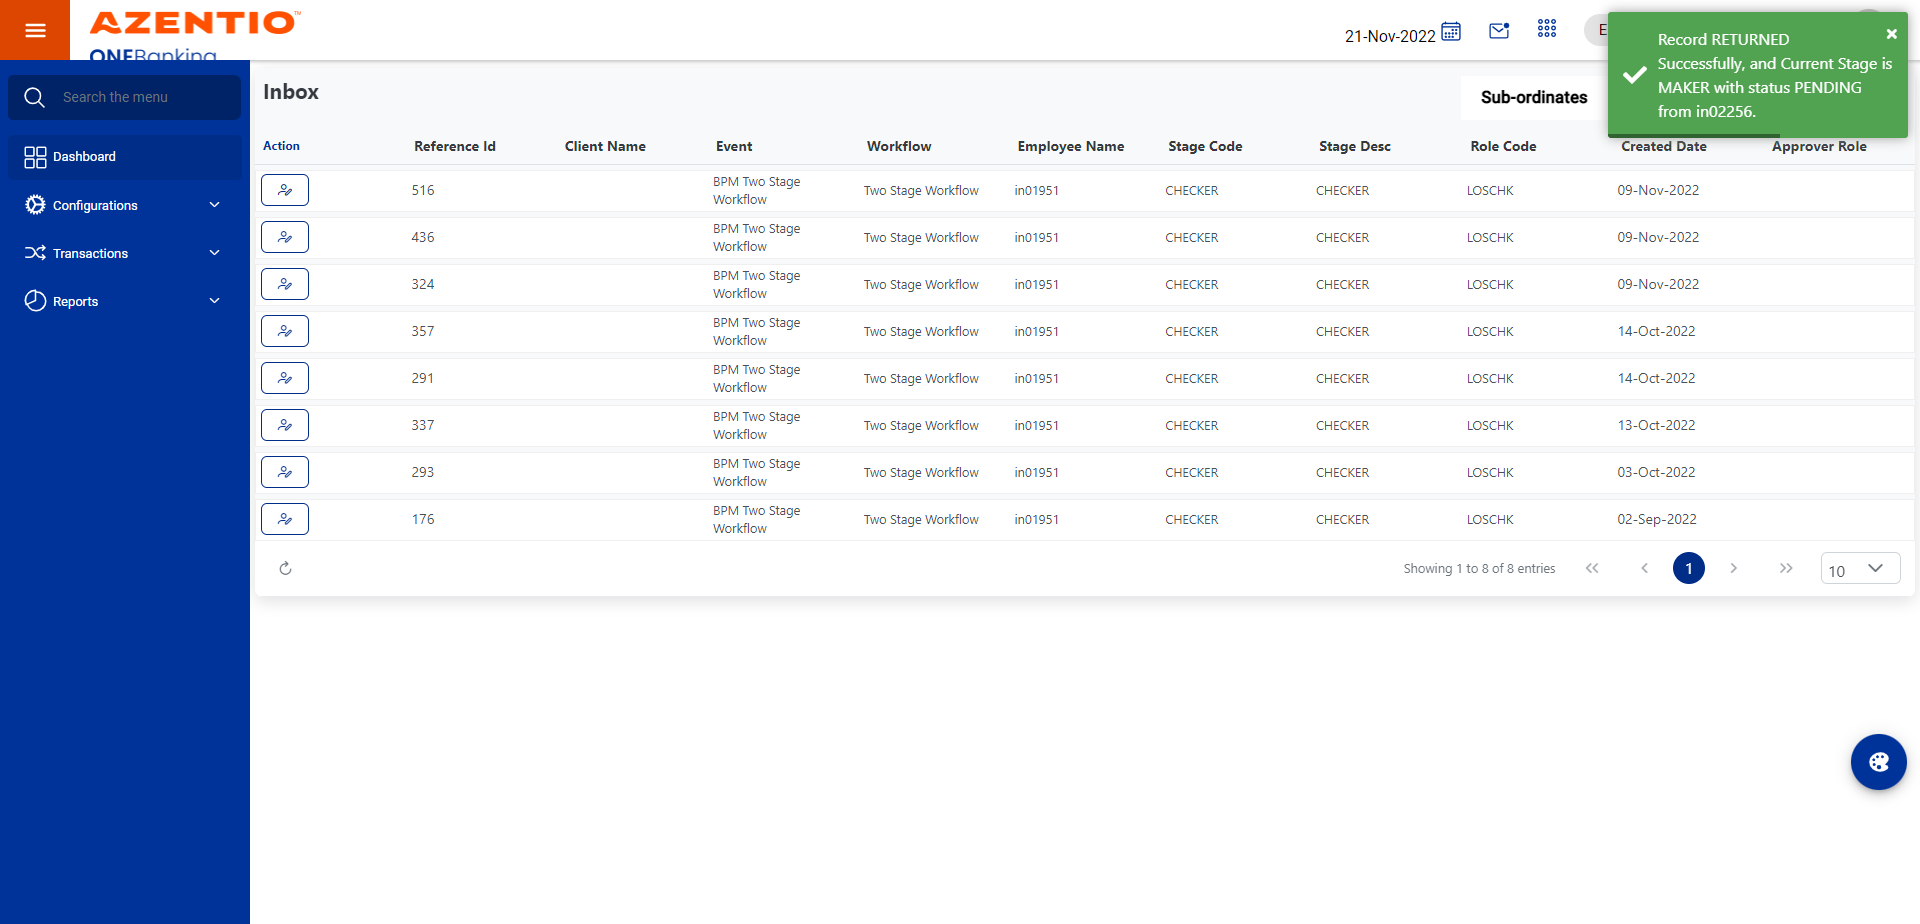 AZENTIO™
ONEBanking
21-Nov-2022
E
Record RETURNED
Successfully, and Current Stage is
MAKER with status PENDING
from in02256.
Search the menu
Dashboard
Configurations
Transactions
Reports
Inbox
Sub-ordinates
Action Reference Id Client Name Event Workflow Employee Name Stage Code Stage Desc Role Code Created Date Approver Role
516 BPM Two Stage Workflow Two Stage Workflow in01951 CHECKER CHECKER LOSCHK 09-Nov-2022
436 BPM Two Stage Workflow Two Stage Workflow in01951 CHECKER CHECKER LOSCHK 09-Nov-2022
324 BPM Two Stage Workflow Two Stage Workflow in01951 CHECKER CHECKER LOSCHK 09-Nov-2022
357 BPM Two Stage Workflow Two Stage Workflow in01951 CHECKER CHECKER LOSCHK 14-Oct-2022
291 BPM Two Stage Workflow Two Stage Workflow in01951 CHECKER CHECKER LOSCHK 14-Oct-2022
337 BPM Two Stage Workflow Two Stage Workflow in01951 CHECKER CHECKER LOSCHK 13-Oct-2022
293 BPM Two Stage Workflow Two Stage Workflow in01951 CHECKER CHECKER LOSCHK 03-Oct-2022
176 BPM Two Stage Workflow Two Stage Workflow in01951 CHECKER CHECKER LOSCHK 02-Sep-2022
Showing 1 to 8 of 8 entries 1 10